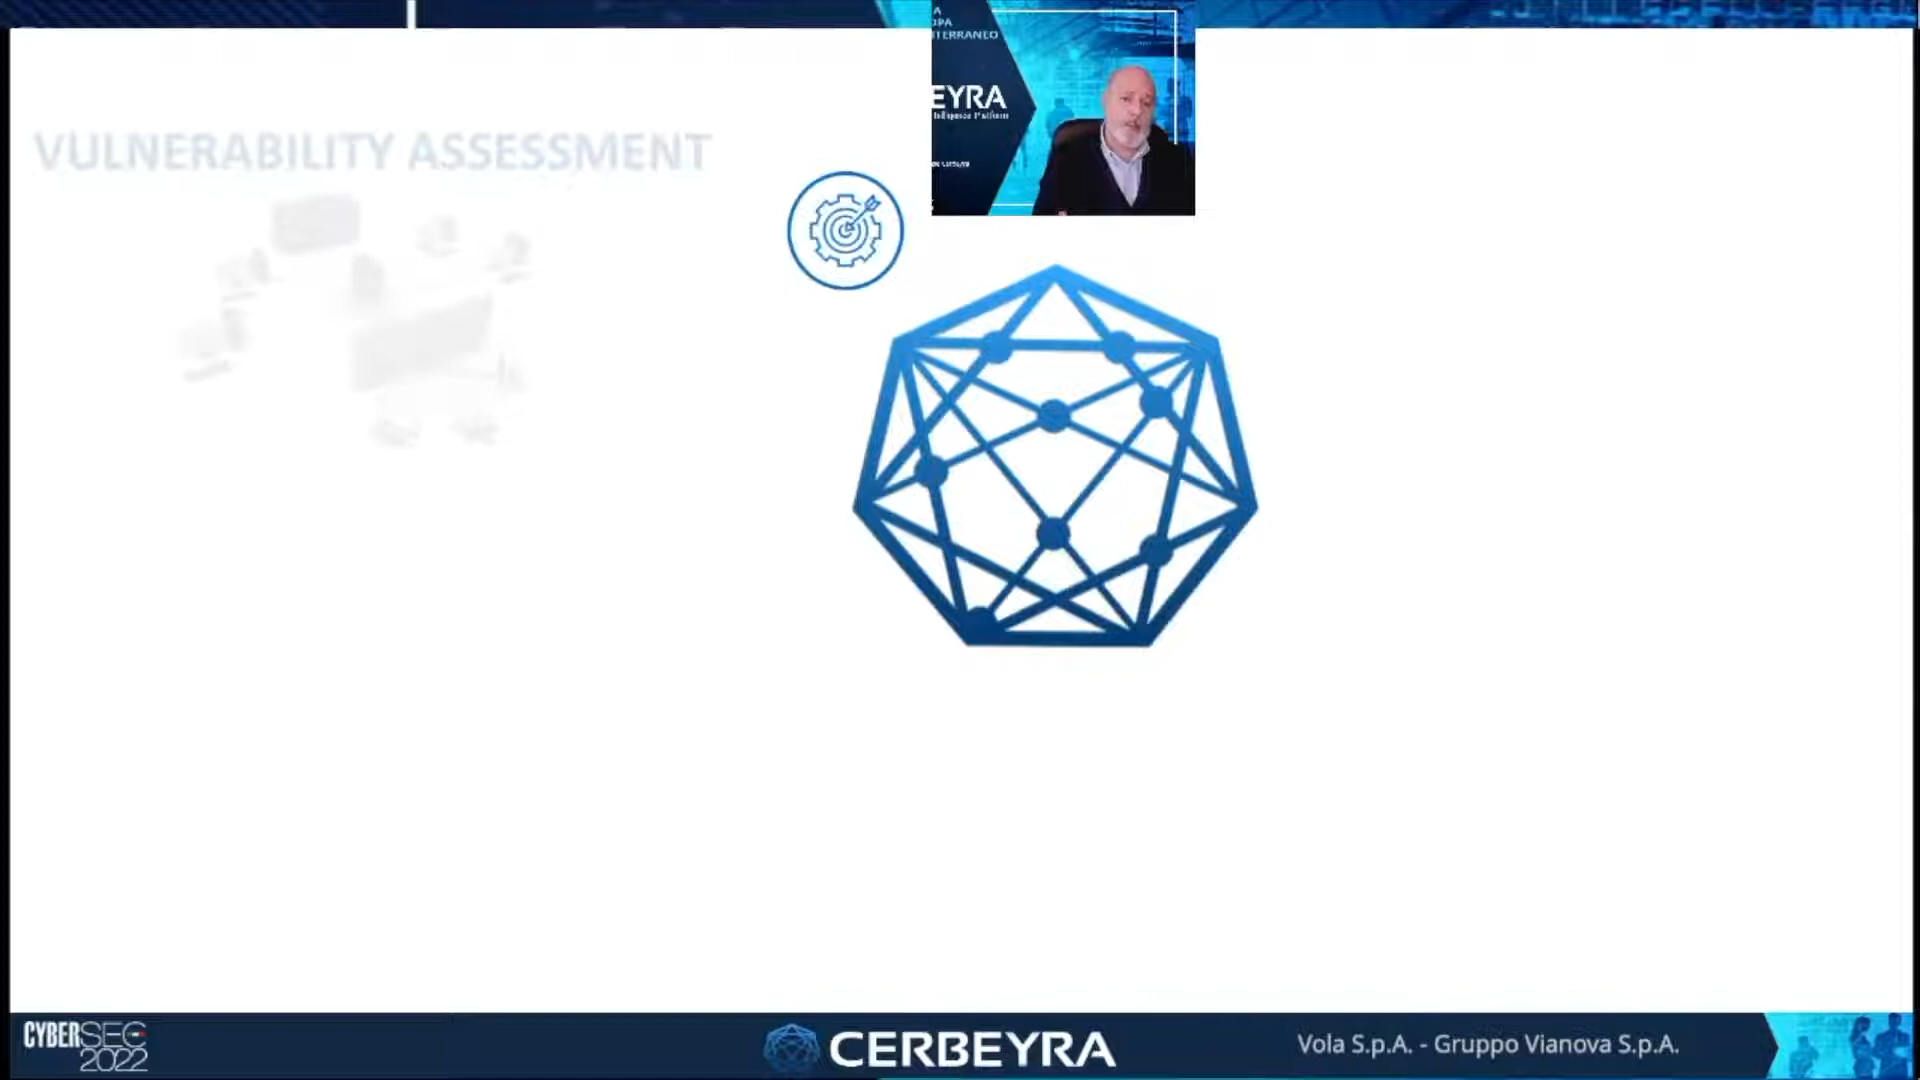 TERRANEO
EYRA
VULNERABILITY ASSESSMENT
CYBERSEC
2022
CERBEYRA
Vola S.p.A. - Gruppo Vianova S.p.A.